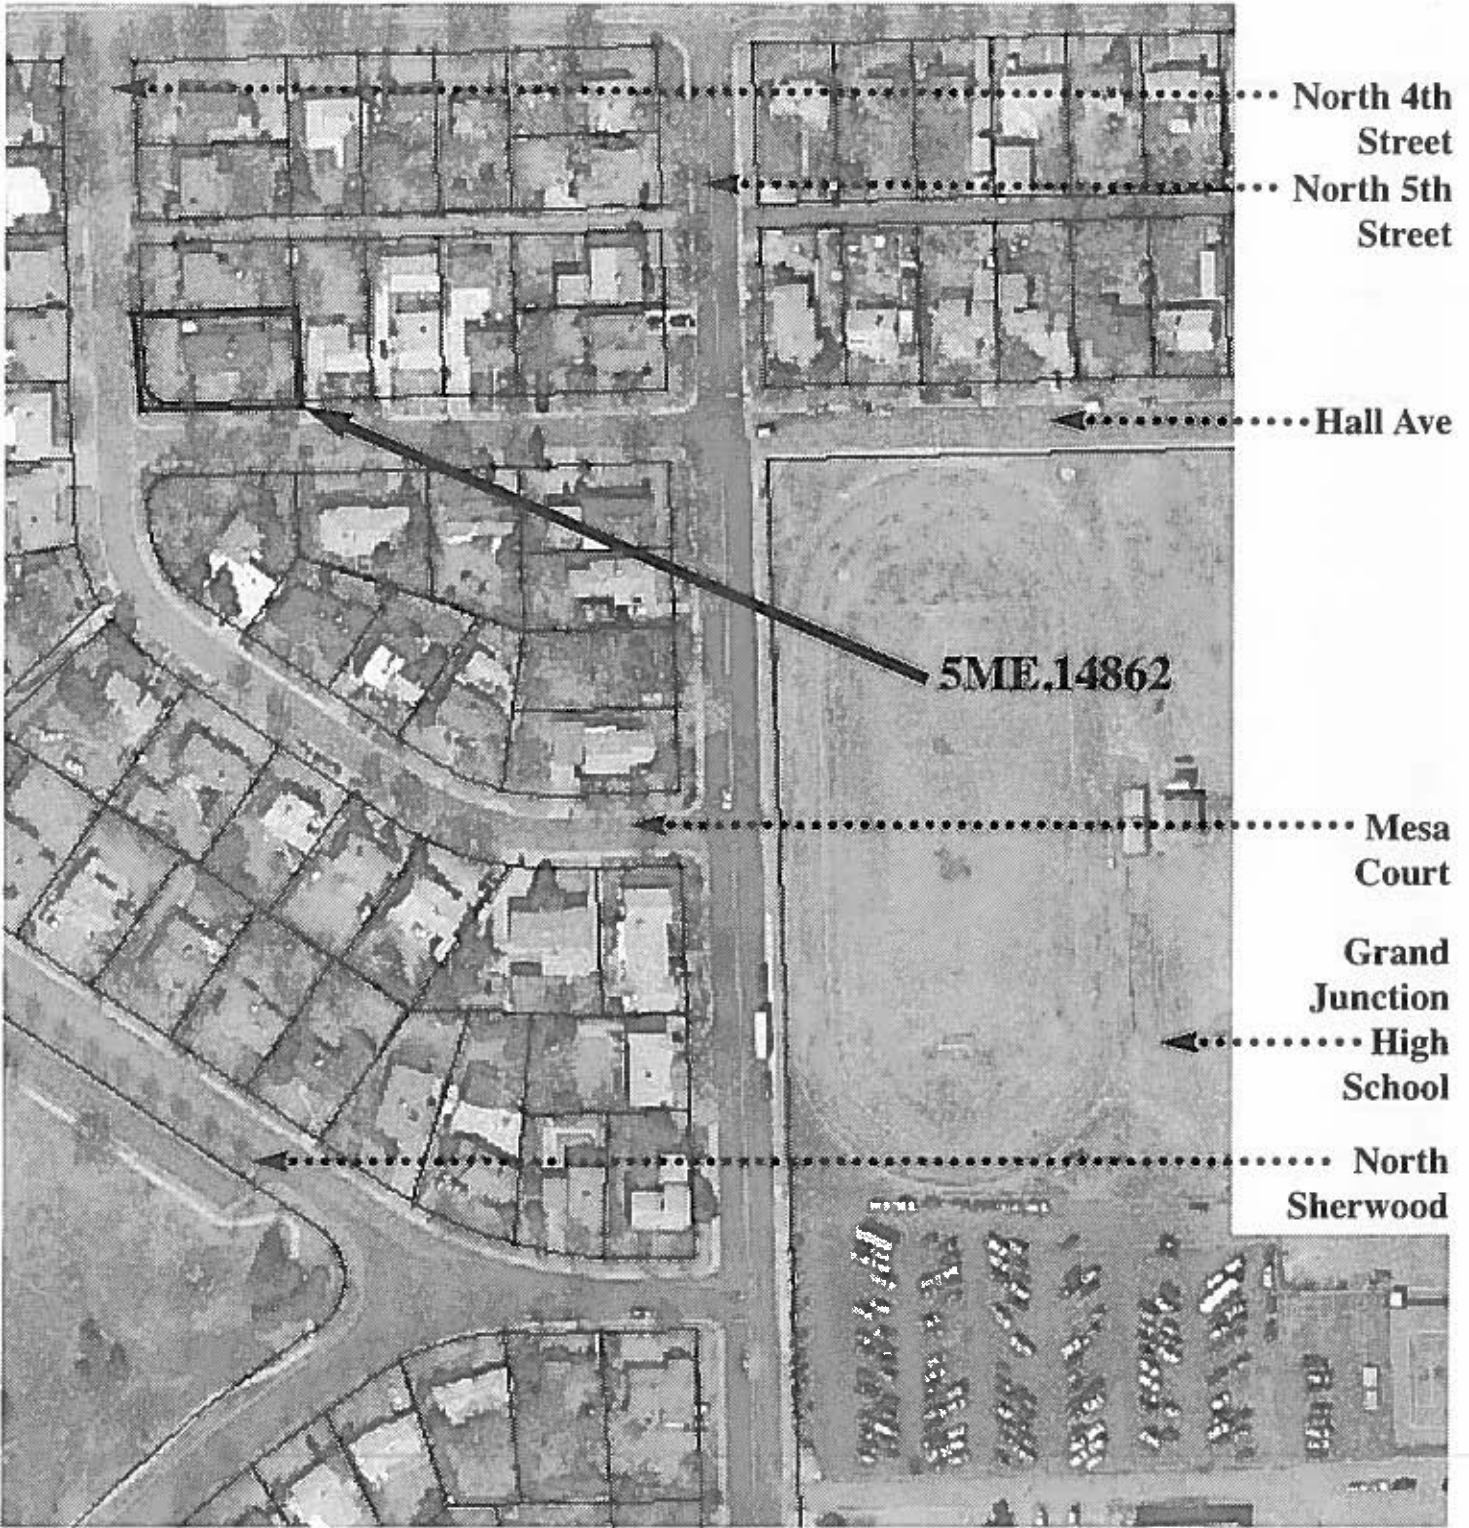 North 4th
Street
North 5th
Street
Hall Ave
5ME.14862
Mesa
Court
Grand
Junction
High
School
North
Sherwood